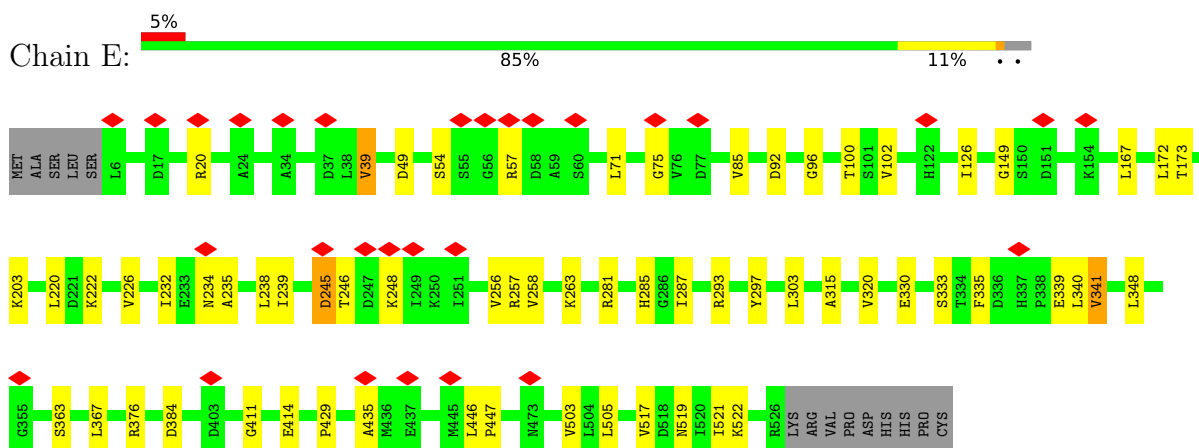 5%
Chain E:
85% 11% • •
MET ALA SER LEU SER L6 D17 R20 A24 A34 D37 L38 V39 D49 S54 S55 G56 R57 D58 A59 S60 L71 G75 V76 D77 V85 D92 G96 T100 S101 V102 H122 I126 G149 S150 D151 K154 L167 L172 T173
K203 L220 D221 K222 V226 I232 E233 N234 A235 L238 I239 D245 T246 D247 K248 I249 K250 I251 V256 R257 V258 K263 R281 H285 G286 I287 R293 Y297 L303 A315 V320 E330 S333 T334 F335 D336 H337 P338 E339 L340 V341 L348
G355 S363 L367 R376 D384 D403 G411 E414 P429 A435 M436 E437 M445 L446 P447 N473 V503 L504 L505 V517 D518 N519 I520 I521 K522 R526 LYS ARG VAL PRO ASP HIS HIS PRO CYS